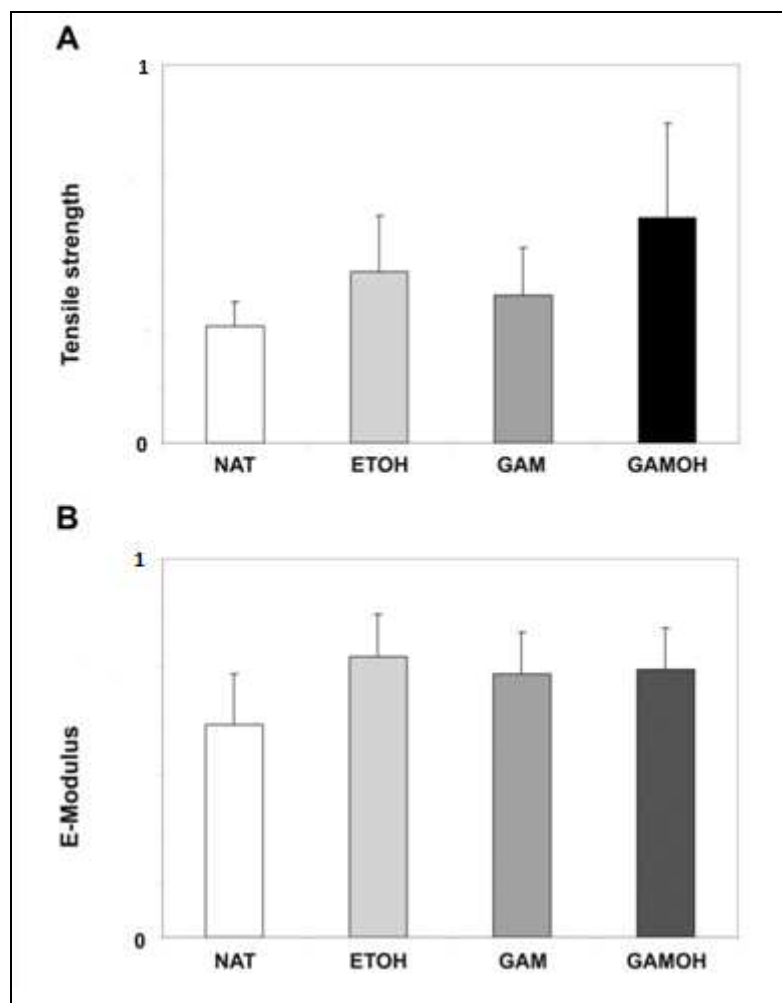 A
1
Tensile strength
0
NAT ETOH GAM GAMOH
B
1
E-Modulus
0
NAT ETOH GAM GAMOH